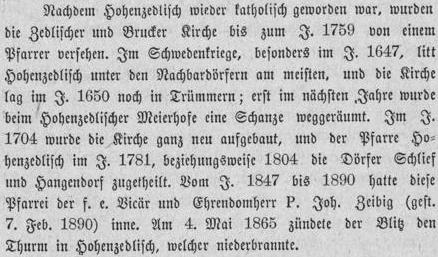 Nachdem Hohenzedlisch wieder katholisch geworden war, wurden
die Zedlischer und Brucker Kirche bis zum J. 1759 von einem
Pfarrer versehen. Im Schwedenkriege, besonders im J. 1647, litt
Hohenzedlisch unter den Nachbardörfern am meisten, und die Kirche
lag im J. 1650 noch in Trümmern; erst im nächsten Jahre wurde
beim Hohenzedlischer Meierhofe eine Schanze weggeräumt. Im J.
1704 wurde die Kirche ganz neu aufgebaut, und der Pfarre Ho-
henzedlisch im J. 1781, beziehungsweise 1804 die Dörfer Schlief
und Hangendorf zugetheilt. Vom J. 1847 bis 1890 hatte diese
Pfarrei der f. e. Vicär und Ehrendomherr P. Joh. Zeibig (gest.
7. Feb. 1890) inne. Am 4. Mai 1865 zündete der Blitz den
Thurm in Hohenzedlisch, welcher niederbrannte.